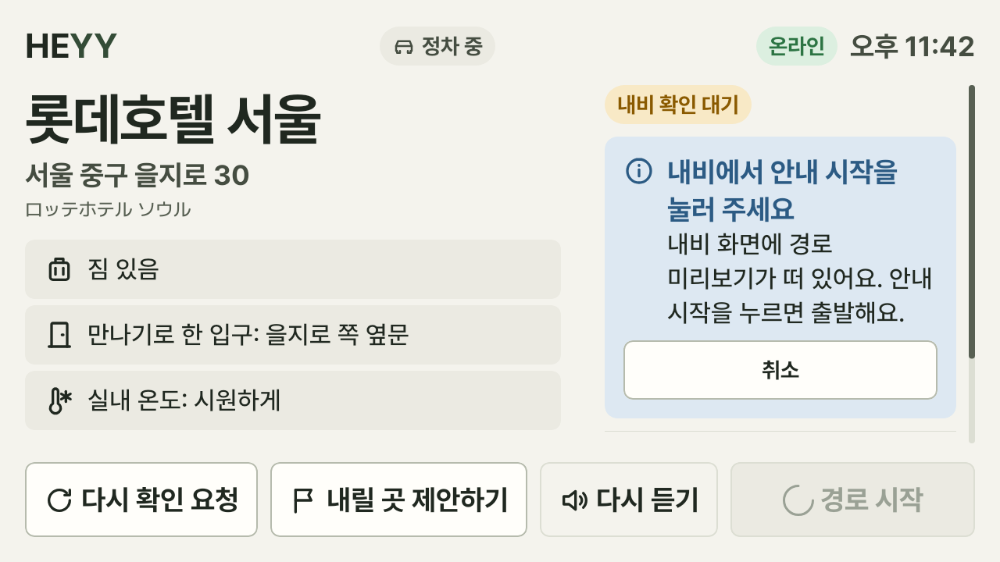 HEYY
정차 중
온라인
오후 11:42
롯데호텔 서울
서울 중구 을지로 30
ロッテホテル ソウル
짐 있음
만나기로 한 입구: 을지로 쪽 옆문
실내 온도: 시원하게
내비 확인 대기
내비에서 안내 시작을
눌러 주세요
내비 화면에 경로
미리보기가 떠 있어요. 안내
시작을 누르면 출발해요.
취소
다시 확인 요청
내릴 곳 제안하기
다시 듣기
경로 시작